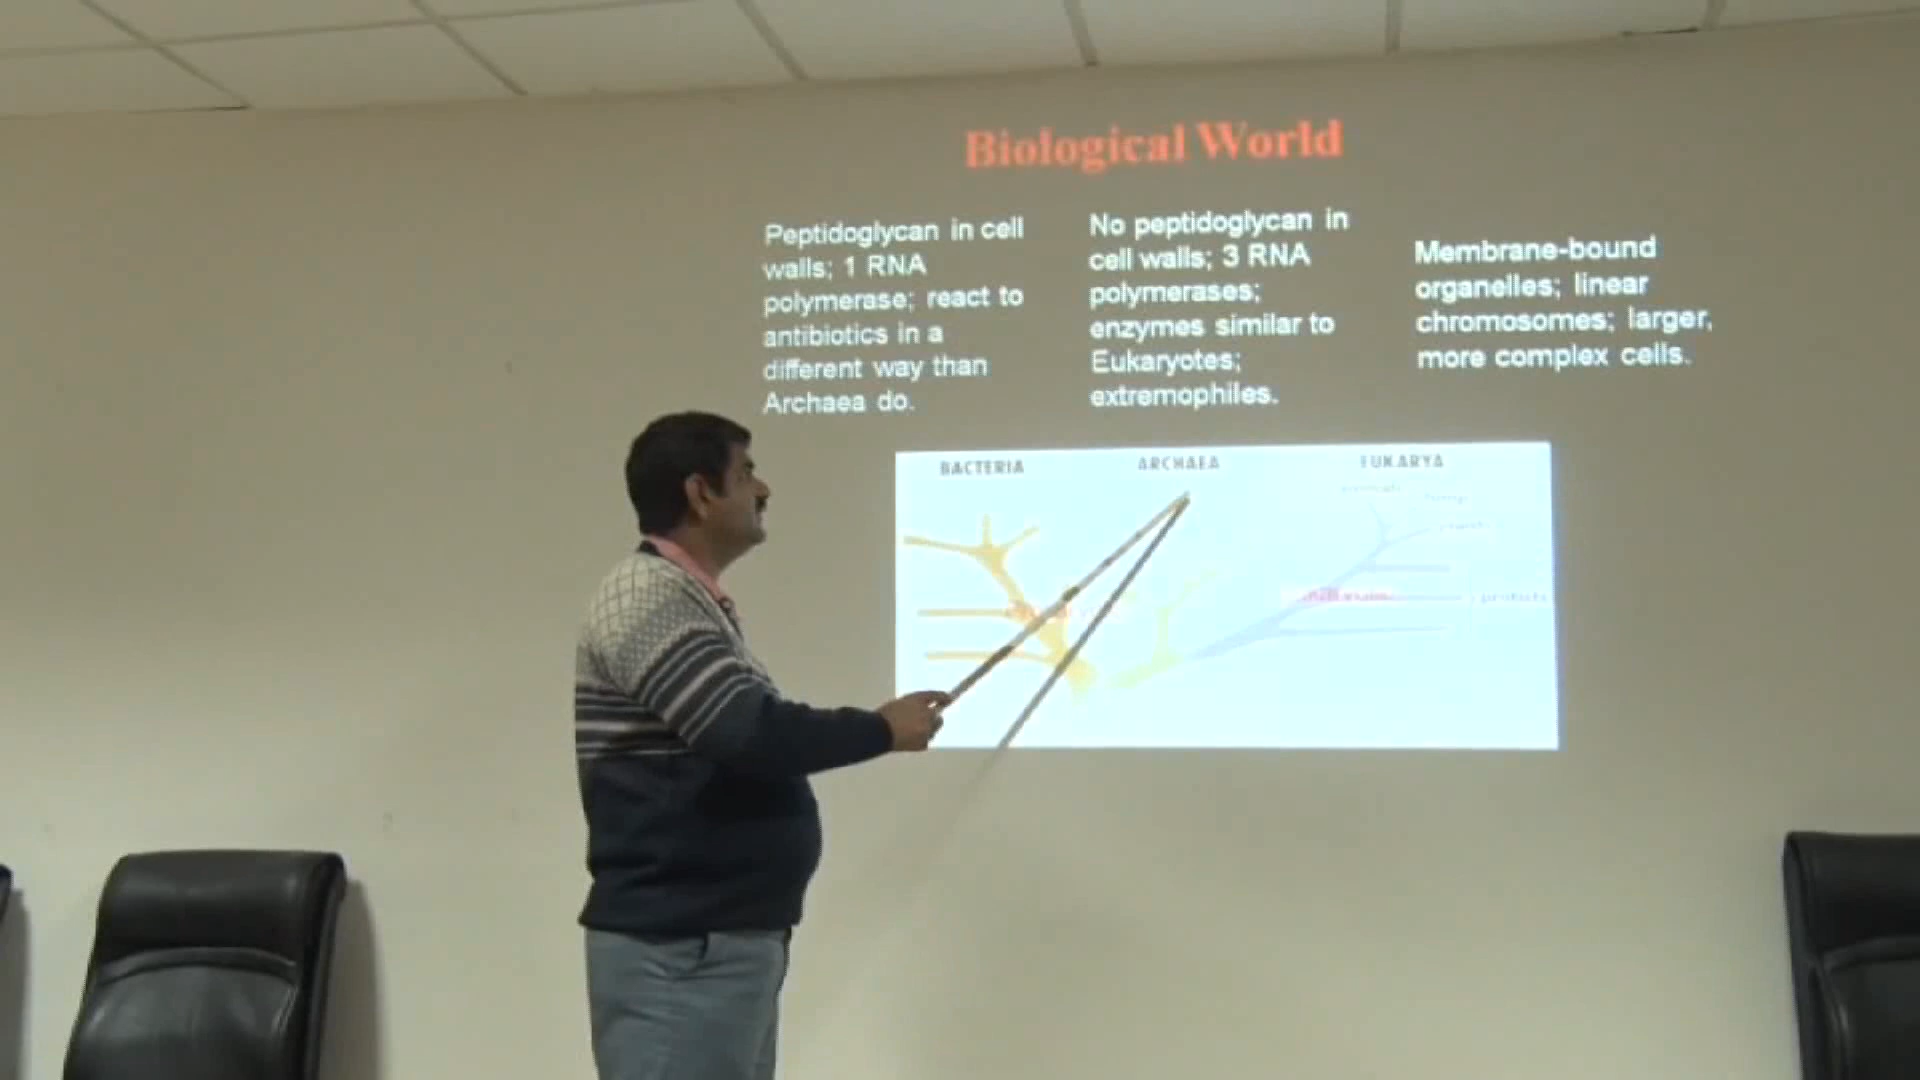 Biological World
Peptidoglycan in cell
walls; 1 RNA
polymerase; react to
antibiotics in a
different way than
Archaea do.
No peptidoglycan in
cell walls; 3 RNA
polymerases;
enzymes similar to
Eukaryotes;
extremophiles.
Membrane-bound
organelles; linear
chromosomes; larger,
more complex cells.
BACTERIA
ARCHAEA
EUKARYA